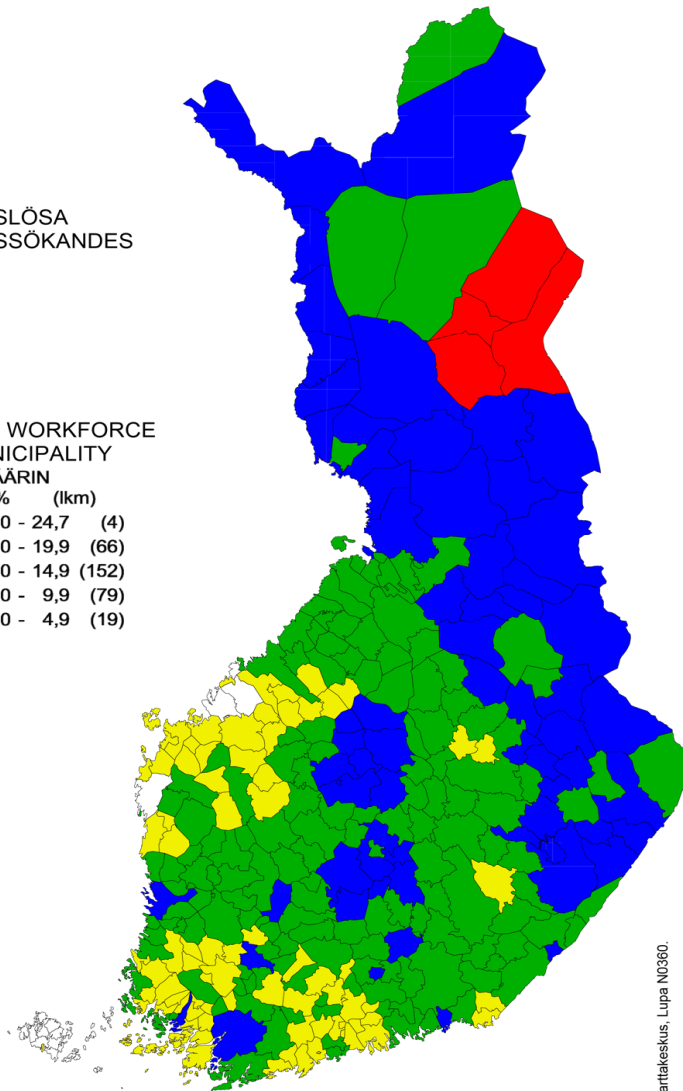 SLÖSA
SSÖKANDES
WORKFORCE
NICIPALITY
ÄÄRIN
% (lkm)
0 - 24,7 (4)
0 - 19,9 (66)
0 - 14,9 (152)
0 - 9,9 (79)
0 - 4,9 (19)
arttakeskus, Lupa N0360.